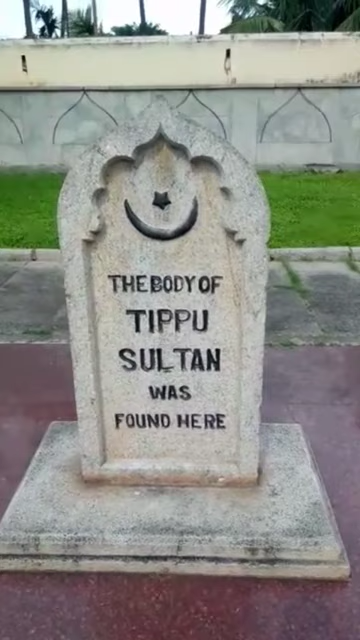 THE BODY OF
TIPPU
SULTAN
WAS
FOUND HERE